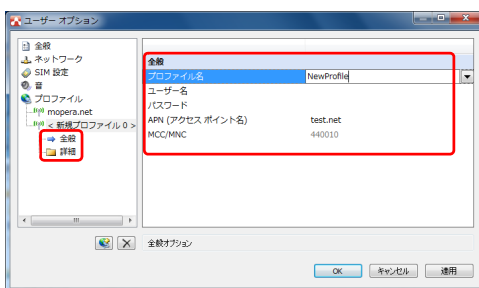 ユーザー オプション
全般
ネットワーク
SIM 設定
音
プロファイル
mopera.net
< 新規プロファイル 0 >
全般
詳細
全般
プロファイル名 NewProfile
ユーザー名
パスワード
APN (アクセス ポイント名) test.net
MCC/MNC 440010
全般オプション
OK キャンセル 適用